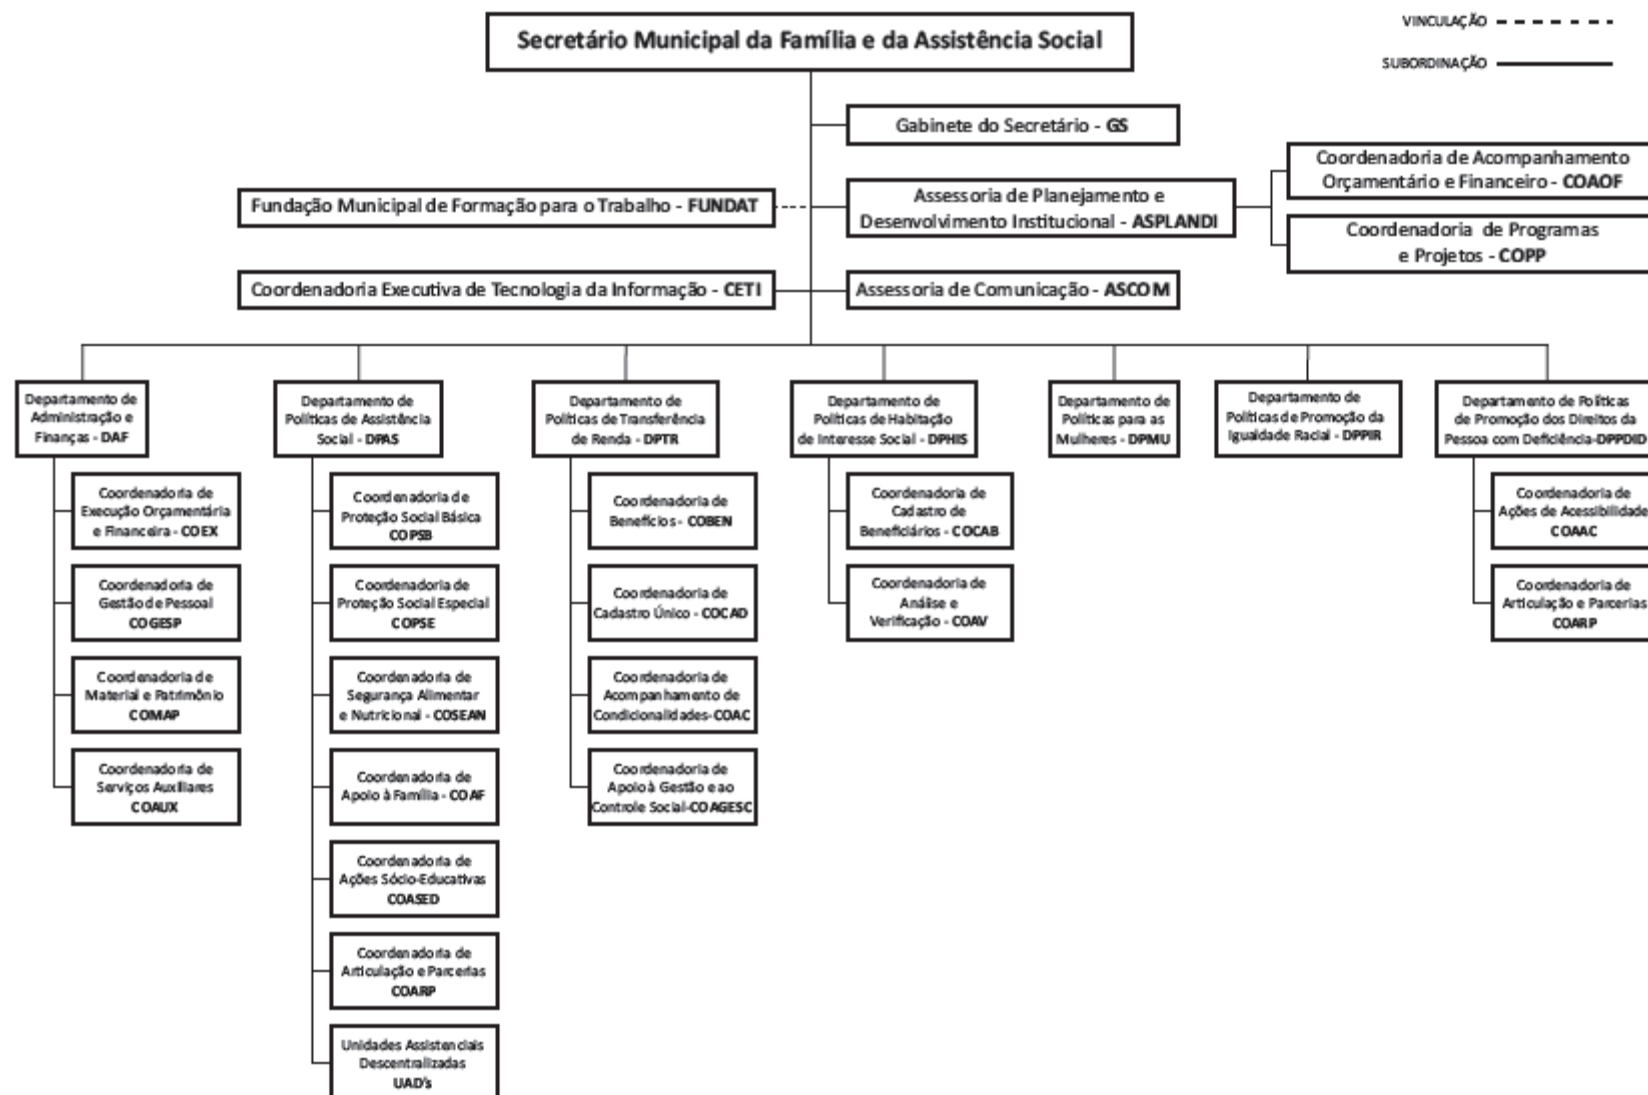 Secretário Municipal da Família e da Assistência Social
VINCULAÇÃO
SUBORDINAÇÃO
Gabinete do Secretário - GS
Fundação Municipal de Formação para o Trabalho - FUNDAT
Assessoria de Planejamento e
Desenvolvimento Institucional - ASPLANDI
Coordenadoria de Acompanhamento
Orçamentário e Financeiro - COAOF
Coordenadoria de Programas
e Projetos - COPP
Coordenadoria Executiva de Tecnologia da Informação - CETI
Assessoria de Comunicação - ASCOM
Departamento de
Administração e
Finanças - DAF
Coordenadoria de
Execução Orçamentária
e Financeira - COEX
Coordenadoria de
Gestão de Pessoal
COGESP
Coordenadoria de
Material e Patrimônio
COMAP
Coordenadoria de
Serviços Auxiliares
COAUX
Departamento de
Políticas de Assistência
Social - DPAS
Coordenadoria de
Proteção Social Básica
COPSB
Coordenadoria de
Proteção Social Especial
COPSE
Coordenadoria de
Segurança Alimentar
e Nutricional - COSEAN
Coordenadoria de
Apoio à Família - COAF
Coordenadoria de
Ações Sócio-Educativas
COASED
Coordenadoria de
Articulação e Parcerias
COARP
Unidades Assistenciais
Descentralizadas
UAD's
Departamento de
Políticas de Transferência
de Renda - DPTR
Coordenadoria de
Benefícios - COBEN
Coordenadoria de
Cadastro Único - COCAD
Coordenadoria de
Acompanhamento de
Condicionalidades-COAC
Coordenadoria de
Apoio à Gestão e ao
Controle Social-COAGESC
Departamento de
Políticas de Habitação
de Interesse Social - DPHIS
Coordenadoria de
Cadastro de
Beneficiários - COCAB
Coordenadoria de
Análise e
Verificação - COAV
Departamento de
Políticas para as
Mulheres - DPMU
Departamento de
Políticas de Promoção da
Igualdade Racial - DPPIR
Departamento de Políticas
de Promoção dos Direitos da
Pessoa com Deficiência-DPPDID
Coordenadoria de
Ações de Acessibilidade
COAAC
Coordenadoria de
Articulação e Parcerias
COARP